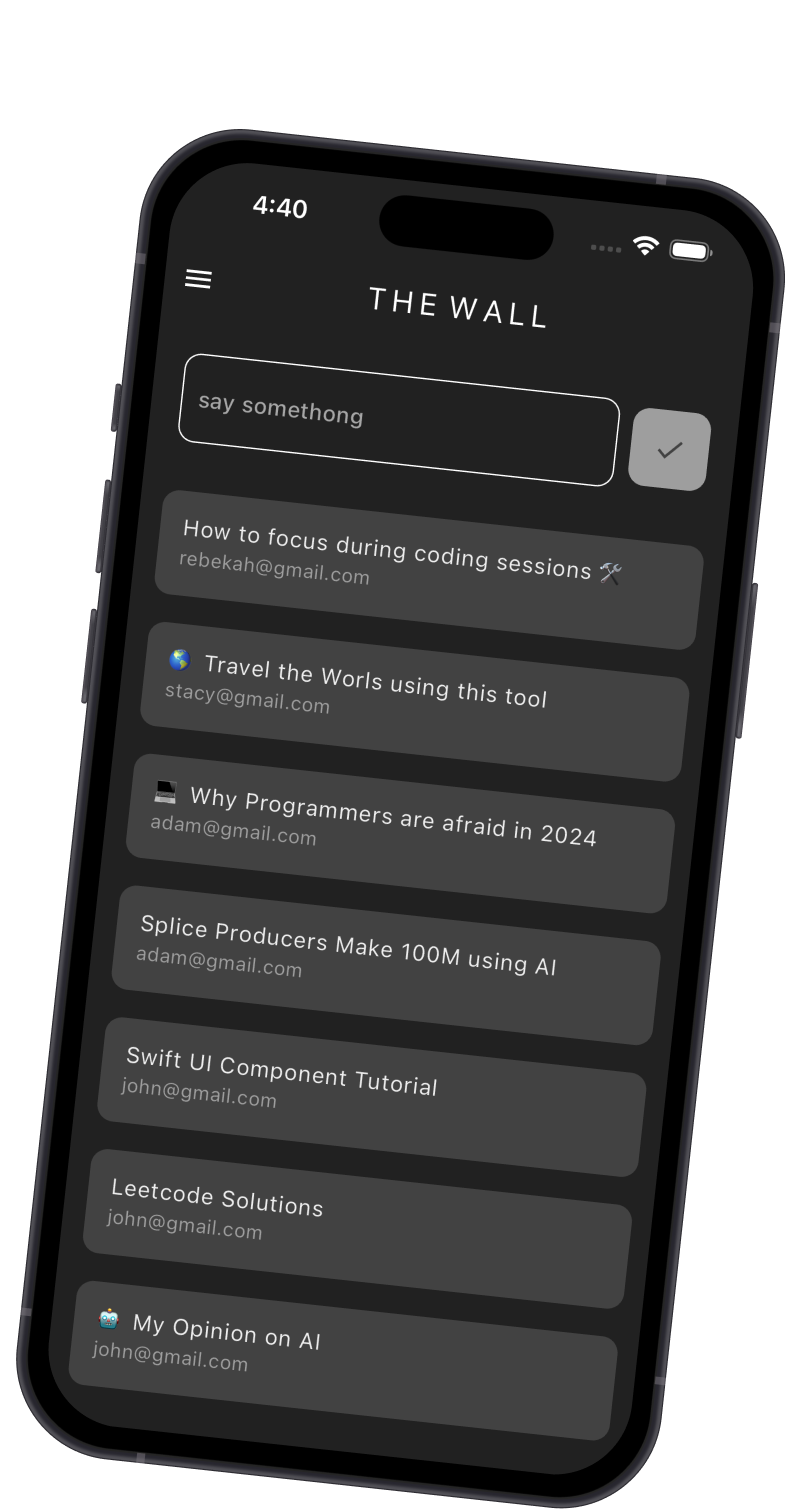 4:40
THE WALL
say somethong
How to focus during coding sessions 🛠️
rebekah@gmail.com
🌎 Travel the Worls using this tool
stacy@gmail.com
💻 Why Programmers are afraid in 2024
adam@gmail.com
Splice Producers Make 100M using AI
adam@gmail.com
Swift UI Component Tutorial
john@gmail.com
Leetcode Solutions
john@gmail.com
🤖 My Opinion on AI
john@gmail.com